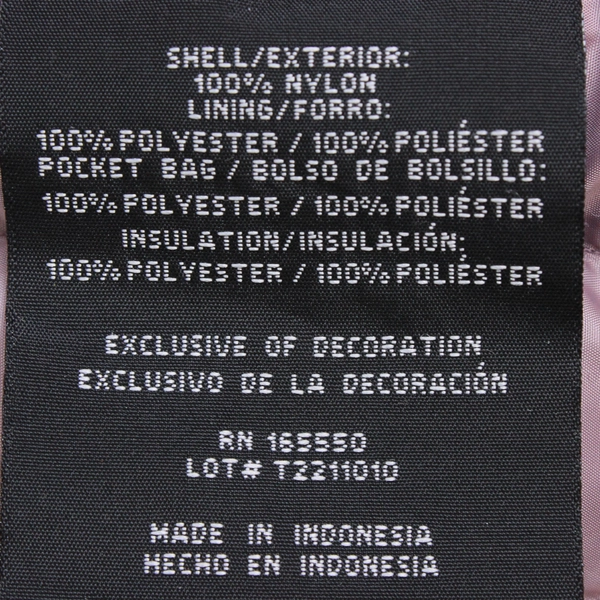 SHELL/EXTERIOR:
100% NYLON
LINING/FORRO:
100% POLYESTER / 100% POLIÉSTER
POCKET BAG / BOLSO DE BOLSILLO:
100% POLYESTER / 100% POLIÉSTER
INSULATION/INSULACIÓN:
100% POLYESTER / 100% POLIÉSTER
EXCLUSIVE OF DECORATION
EXCLUSIVO DE LA DECORACIÓN
RN 165550
LOT# T2211010
MADE IN INDONESIA
HECHO EN INDONESIA